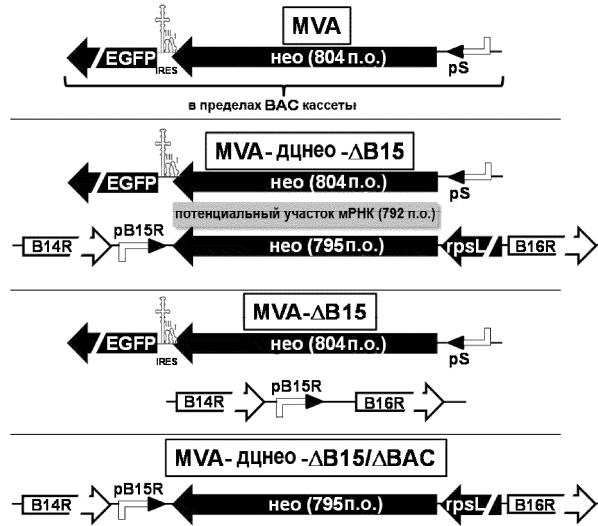 MVA
EGFP IRES нео (804 п.о.) pS
в пределах BAC кассеты
MVA- дцнео -ΔB15
EGFP нео (804 п.о.) pS
потенциальный участок мРНК (792 п.о.)
B14R pB15R нео (795п.о.) rpsL B16R
MVA-ΔB15
EGFP IRES нео (804 п.о.) pS
B14R pB15R B16R
MVA- дцнео -ΔB15/ΔBAC
B14R pB15R нео (795п.о.) rpsL B16R